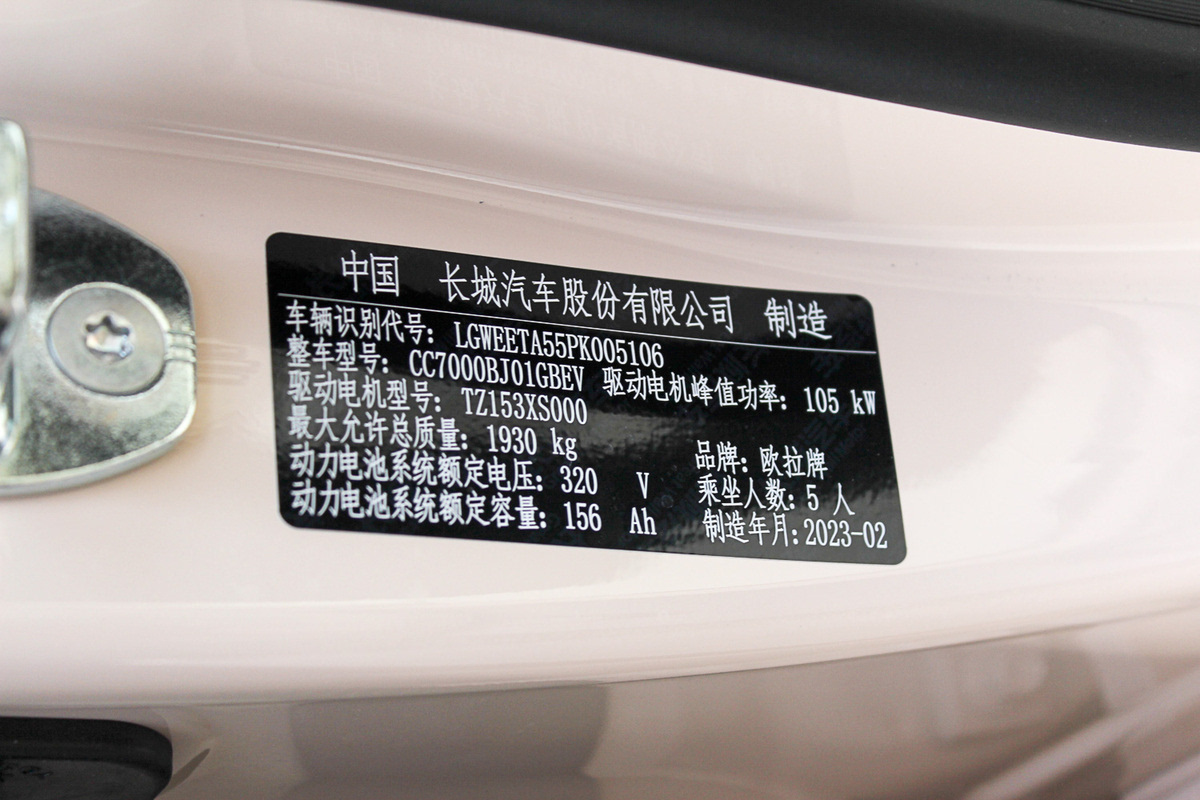 中国 长城汽车股份有限公司 制造
车辆识别代号: LGWEETA55PK005106
整车型号: CC7000BJ01GBEV 驱动电机峰值功率: 105 kW
驱动电机型号: TZ153XS000
最大允许总质量: 1930 kg 品牌: 欧拉牌
动力电池系统额定电压: 320 V 乘坐人数: 5 人
动力电池系统额定容量: 156 Ah 制造年月: 2023-02